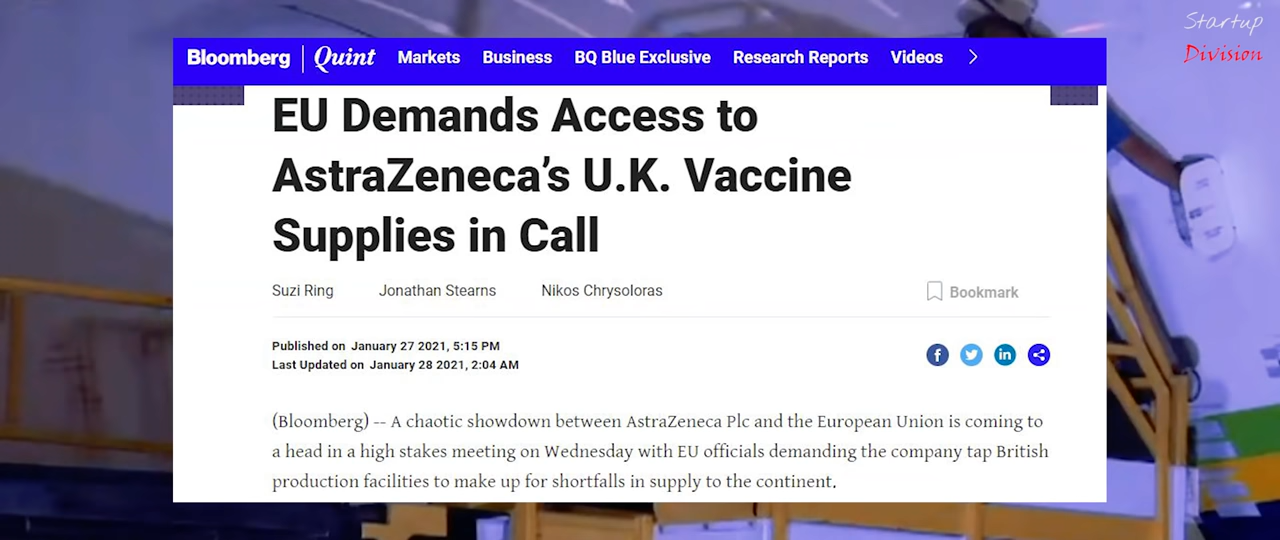 Startup
Division
Bloomberg | Quint Markets Business BQ Blue Exclusive Research Reports Videos
EU Demands Access to
AstraZeneca’s U.K. Vaccine
Supplies in Call
Suzi Ring Jonathan Stearns Nikos Chrysoloras Bookmark
Published on January 27 2021, 5:15 PM
Last Updated on January 28 2021, 2:04 AM
(Bloomberg) -- A chaotic showdown between AstraZeneca Plc and the European Union is coming to
a head in a high stakes meeting on Wednesday with EU officials demanding the company tap British
production facilities to make up for shortfalls in supply to the continent.